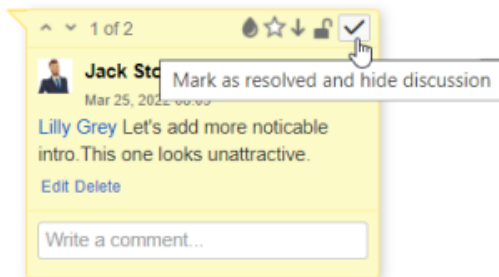 1 of 2
Jack
Mark as resolved and hide discussion
Mar 25, 2022
Lilly Grey Let's add more noticable
intro.This one looks unattractive.
Edit Delete
Write a comment...